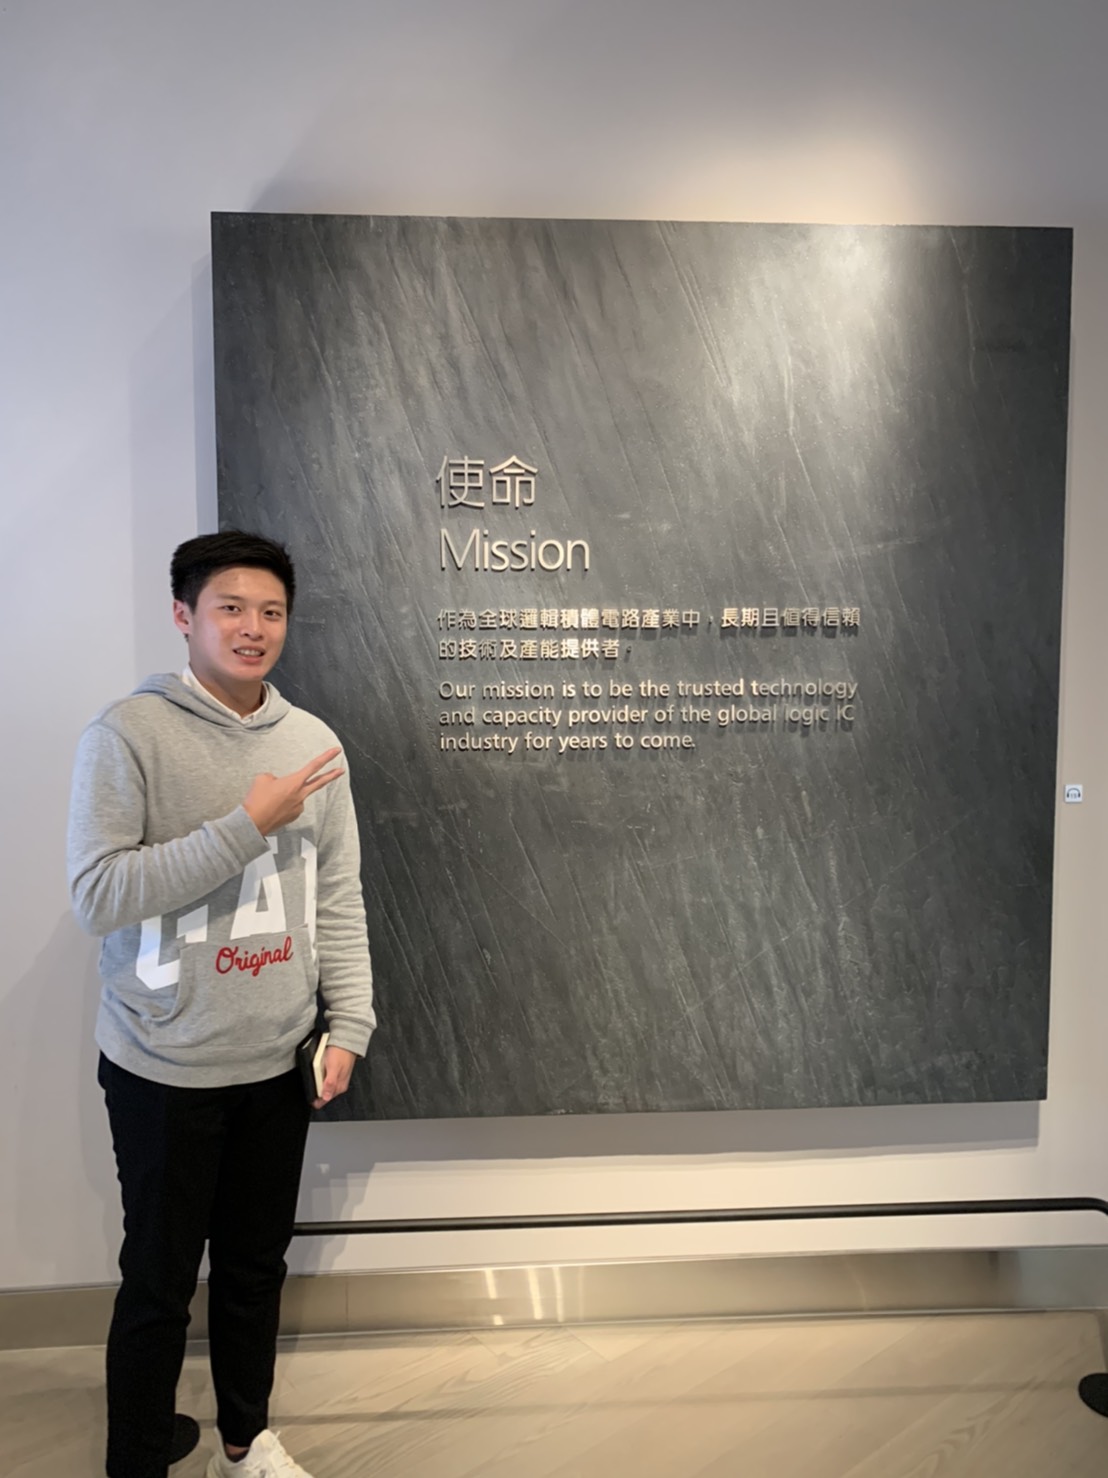 使命
Mission
作為全球邏輯積體電路產業中，長期且值得信賴
的技術及產能提供者。
Our mission is to be the trusted technology
and capacity provider of the global logic IC
industry for years to come.
Original